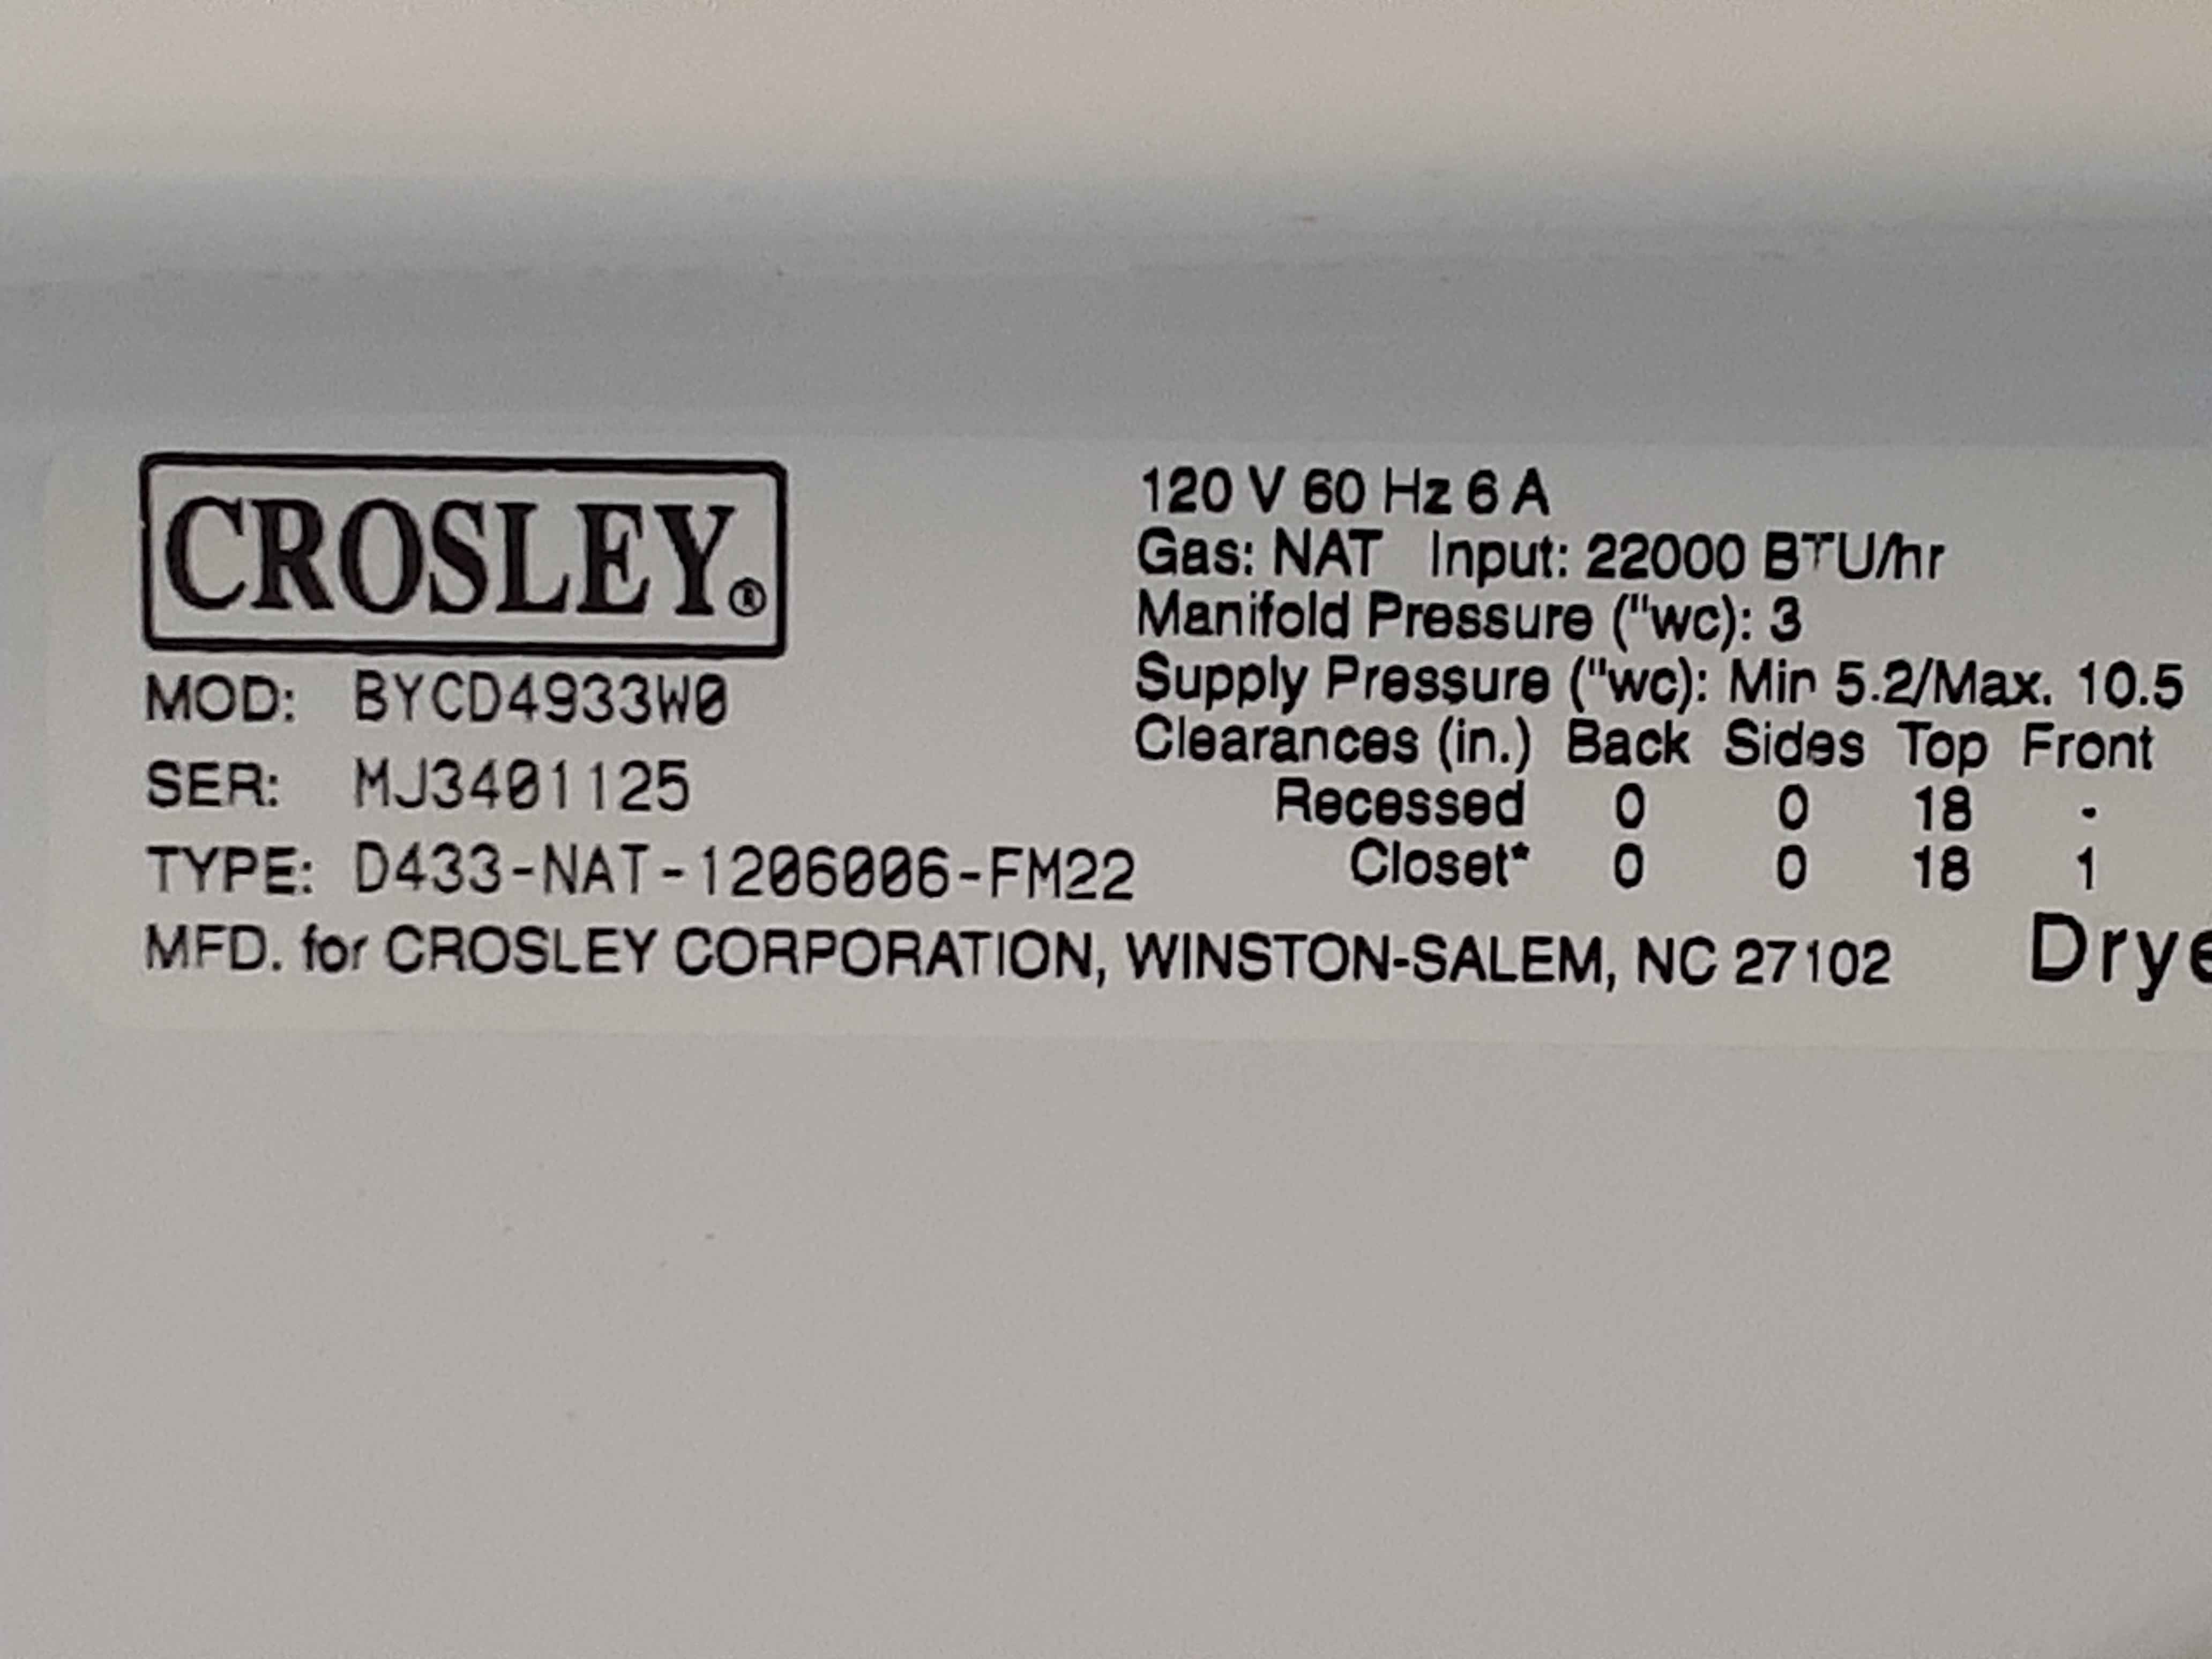 CROSLEY®
MOD: BYCD4933W0
SER: MJ3401125
TYPE: D433-NAT-1206006-FM22
MFD. for CROSLEY CORPORATION, WINSTON-SALEM, NC 27102
120 V 60 Hz 6 A
Gas: NAT Input: 22000 BTU/hr
Manifold Pressure ("wc): 3
Supply Pressure ("wc): Min 5.2/Max. 10.5
Clearances (in.) Back Sides Top Front
Recessed 0 0 18 -
Closet* 0 0 18 1
Drye